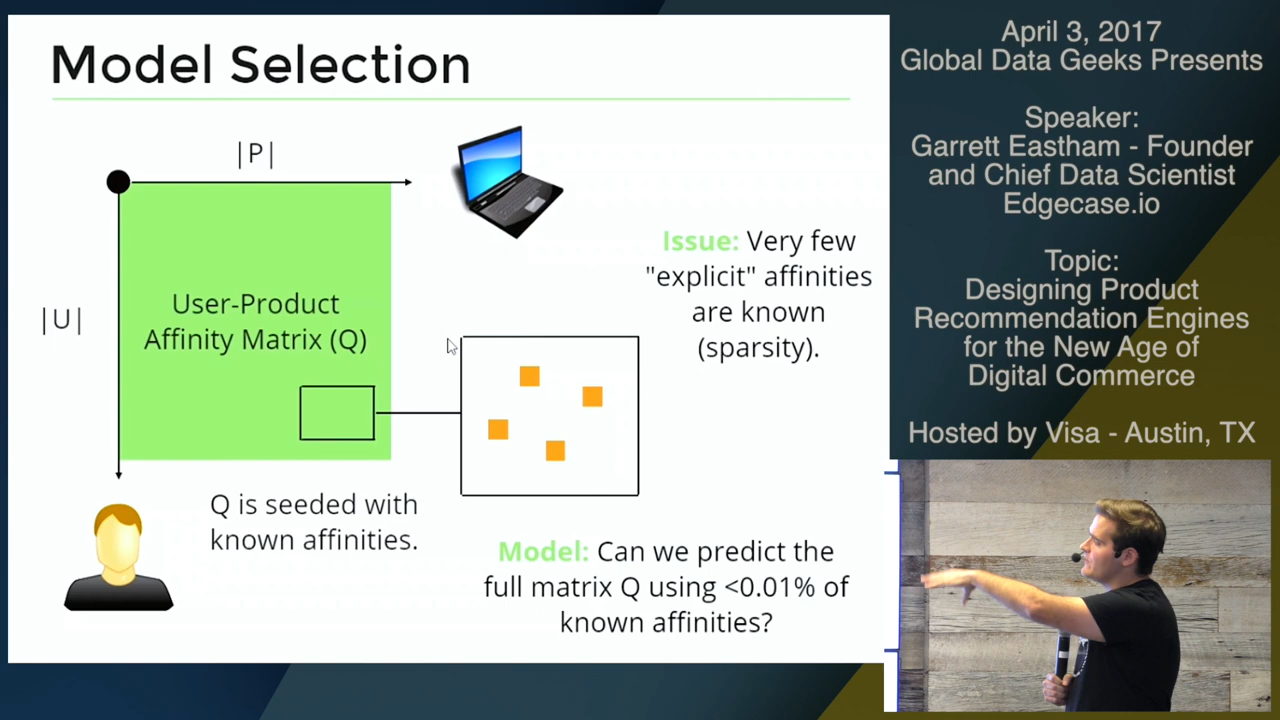 Model Selection
|P|
|U|
User-Product
Affinity Matrix (Q)
Issue: Very few
"explicit" affinities
are known
(sparsity).
Q is seeded with
known affinities.
Model: Can we predict the
full matrix Q using <0.01% of
known affinities?
April 3, 2017
Global Data Geeks Presents
Speaker:
Garrett Eastham - Founder
and Chief Data Scientist
Edgecase.io
Topic:
Designing Product
Recommendation Engines
for the New Age of
Digital Commerce
Hosted by Visa - Austin, TX